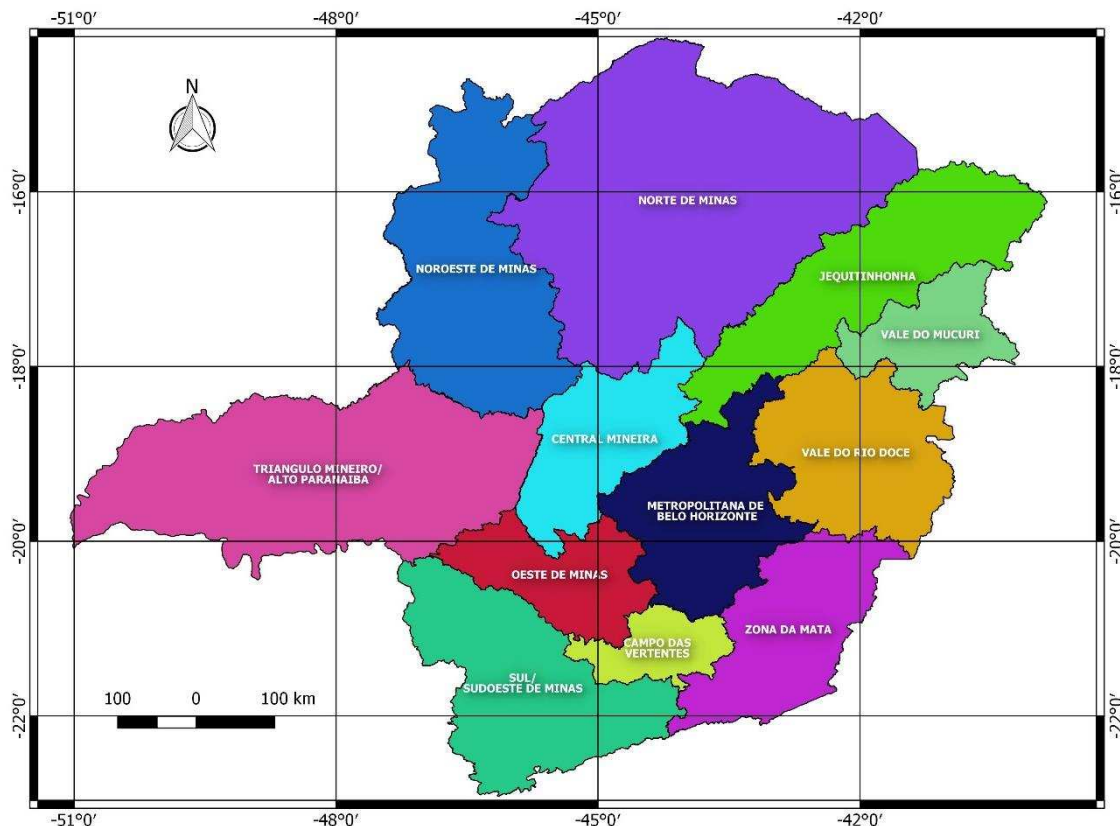 -51°0′ -48°0′ -45°0′ -42°0′
N
-16°0′ -16°0′
NORTE DE MINAS
NOROESTE DE MINAS
JEQUITINHONHA
VALE DO MUCURI
-18°0′ -18°0′
CENTRAL MINEIRA
VALE DO RIO DOCE
TRIANGULO MINEIRO/
ALTO PARANAIBA
METROPOLITANA DE
BELO HORIZONTE
-20°0′ -20°0′
OESTE DE MINAS
ZONA DA MATA
CAMPO DAS
VERTENTES
SUL/
SUDOESTE DE MINAS
100 0 100 km
-22°0′ -22°0′
-51°0′ -48°0′ -45°0′ -42°0′